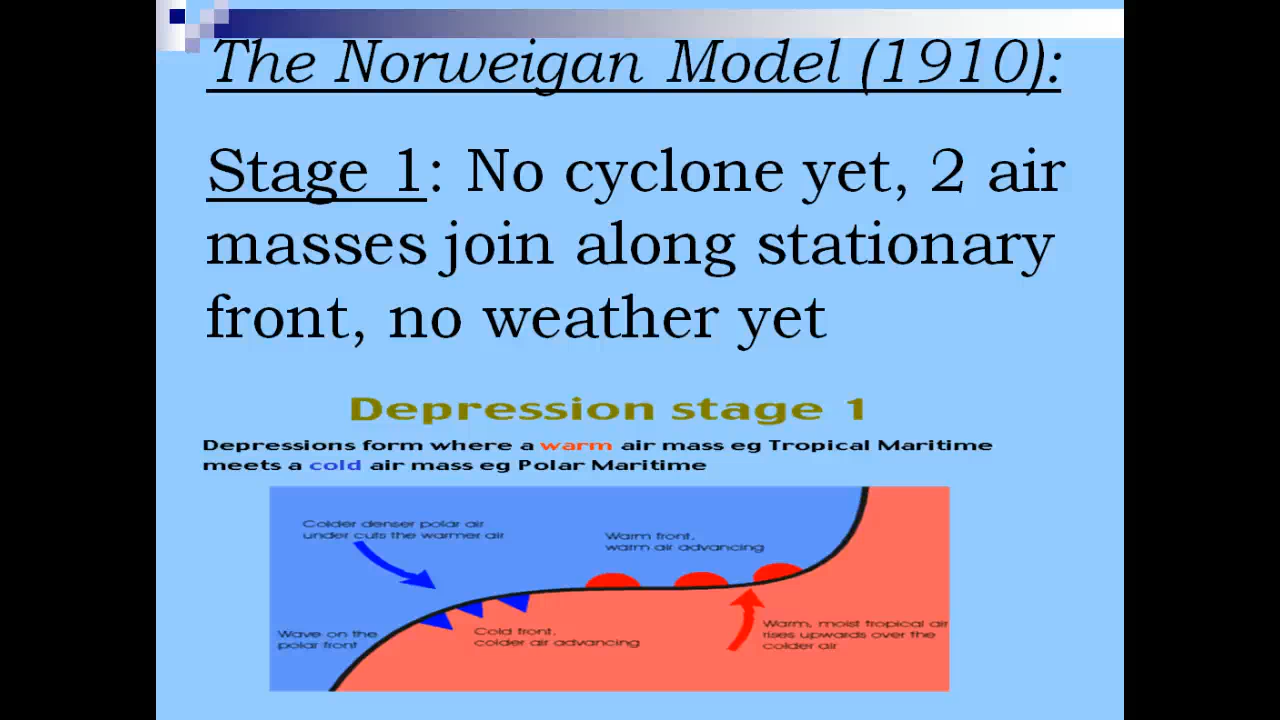 The Norweigan Model (1910):
Stage 1: No cyclone yet, 2 air
masses join along stationary
front, no weather yet
Depression stage 1
Depressions form where a warm air mass eg Tropical Maritime
meets a cold air mass eg Polar Maritime
Colder denser polar air
under cuts the warmer air
Warm front,
warm air advancing
Wave on the
polar front
Cold front,
colder air advancing
Warm, moist tropical air
rises upwards over the
colder air